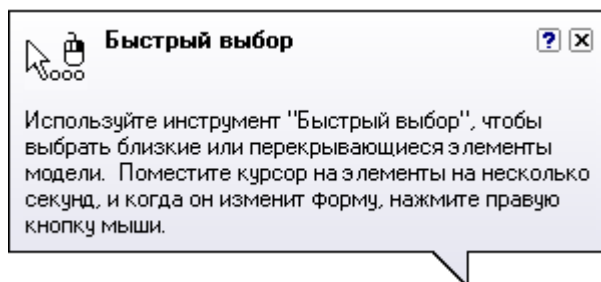 Быстрый выбор
Используйте инструмент "Быстрый выбор", чтобы
выбрать близкие или перекрывающиеся элементы
модели. Поместите курсор на элементы на несколько
секунд, и когда он изменит форму, нажмите правую
кнопку мыши.